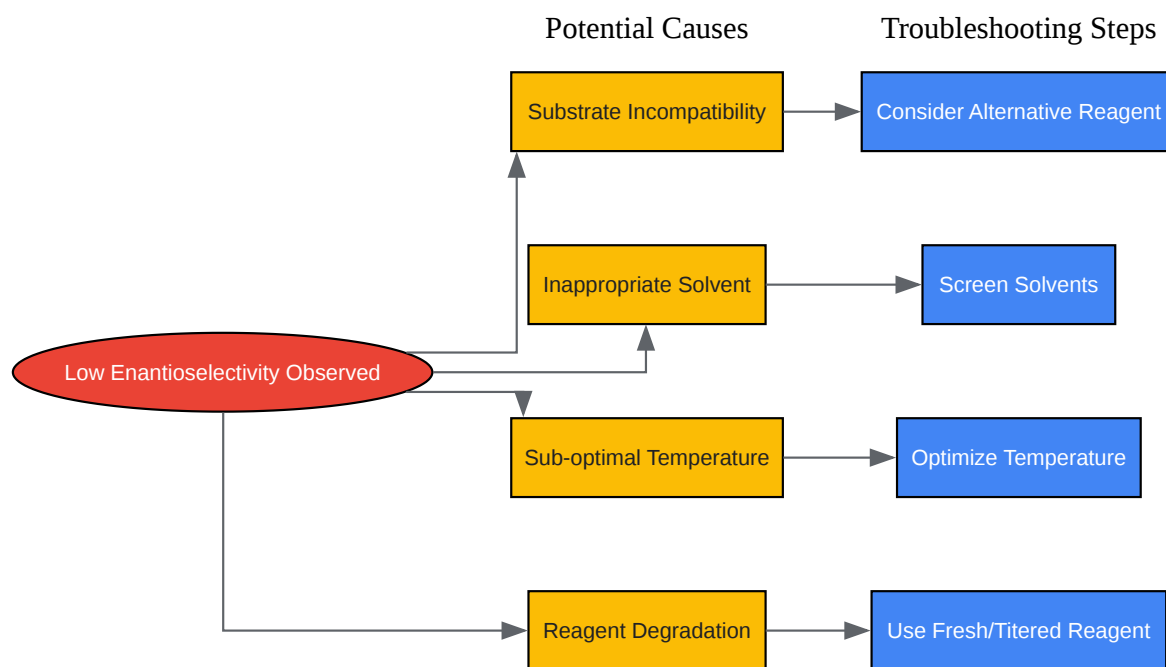 Potential Causes
Troubleshooting Steps
Substrate Incompatibility
Consider Alternative Reagent
Inappropriate Solvent
Screen Solvents
Low Enantioselectivity Observed
Sub-optimal Temperature
Optimize Temperature
Reagent Degradation
Use Fresh/Titered Reagent